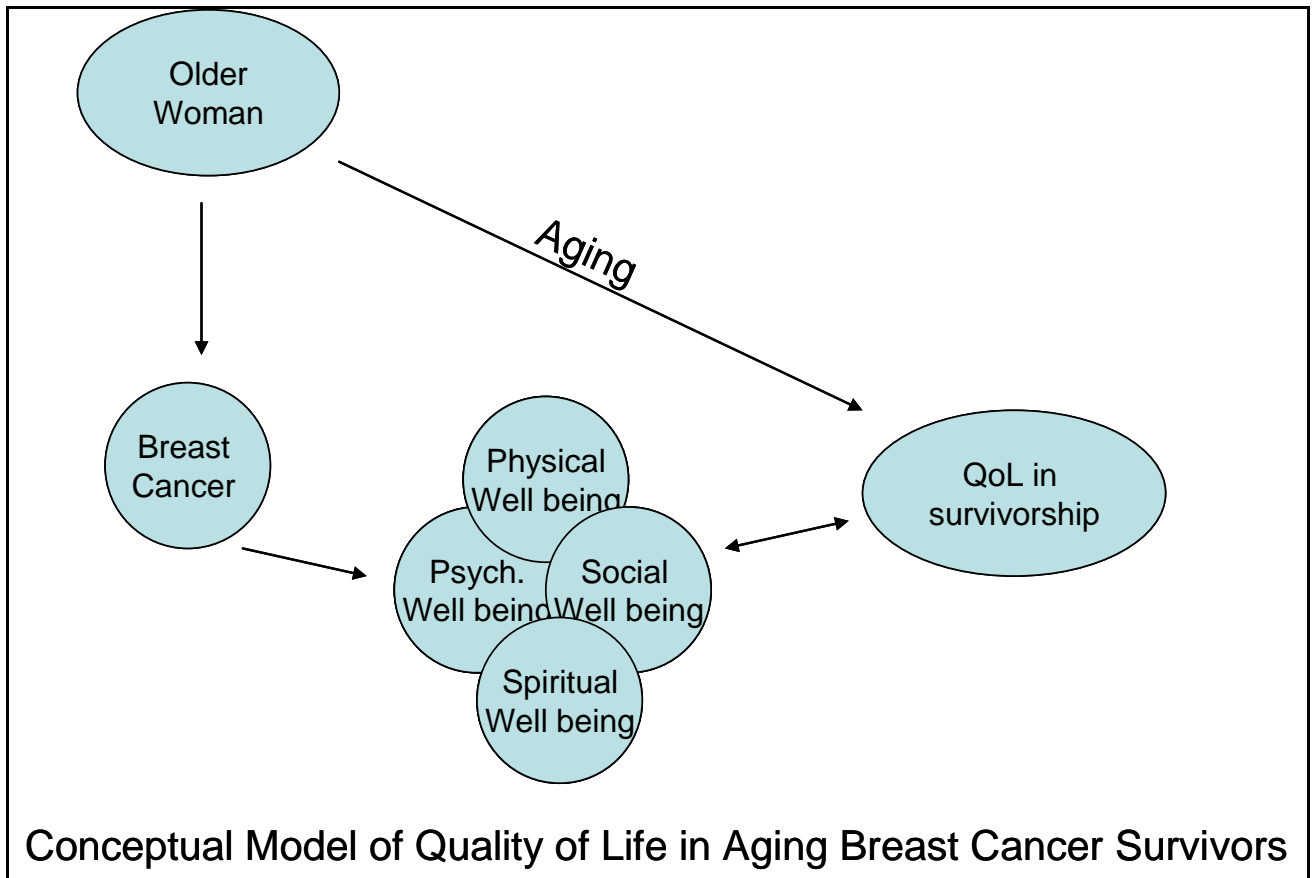 Older
Woman
Aging
Breast
Cancer
Physical
Well being
Psych.
Well being
Social
Well being
Spiritual
Well being
QoL in
survivorship
Conceptual Model of Quality of Life in Aging Breast Cancer Survivors